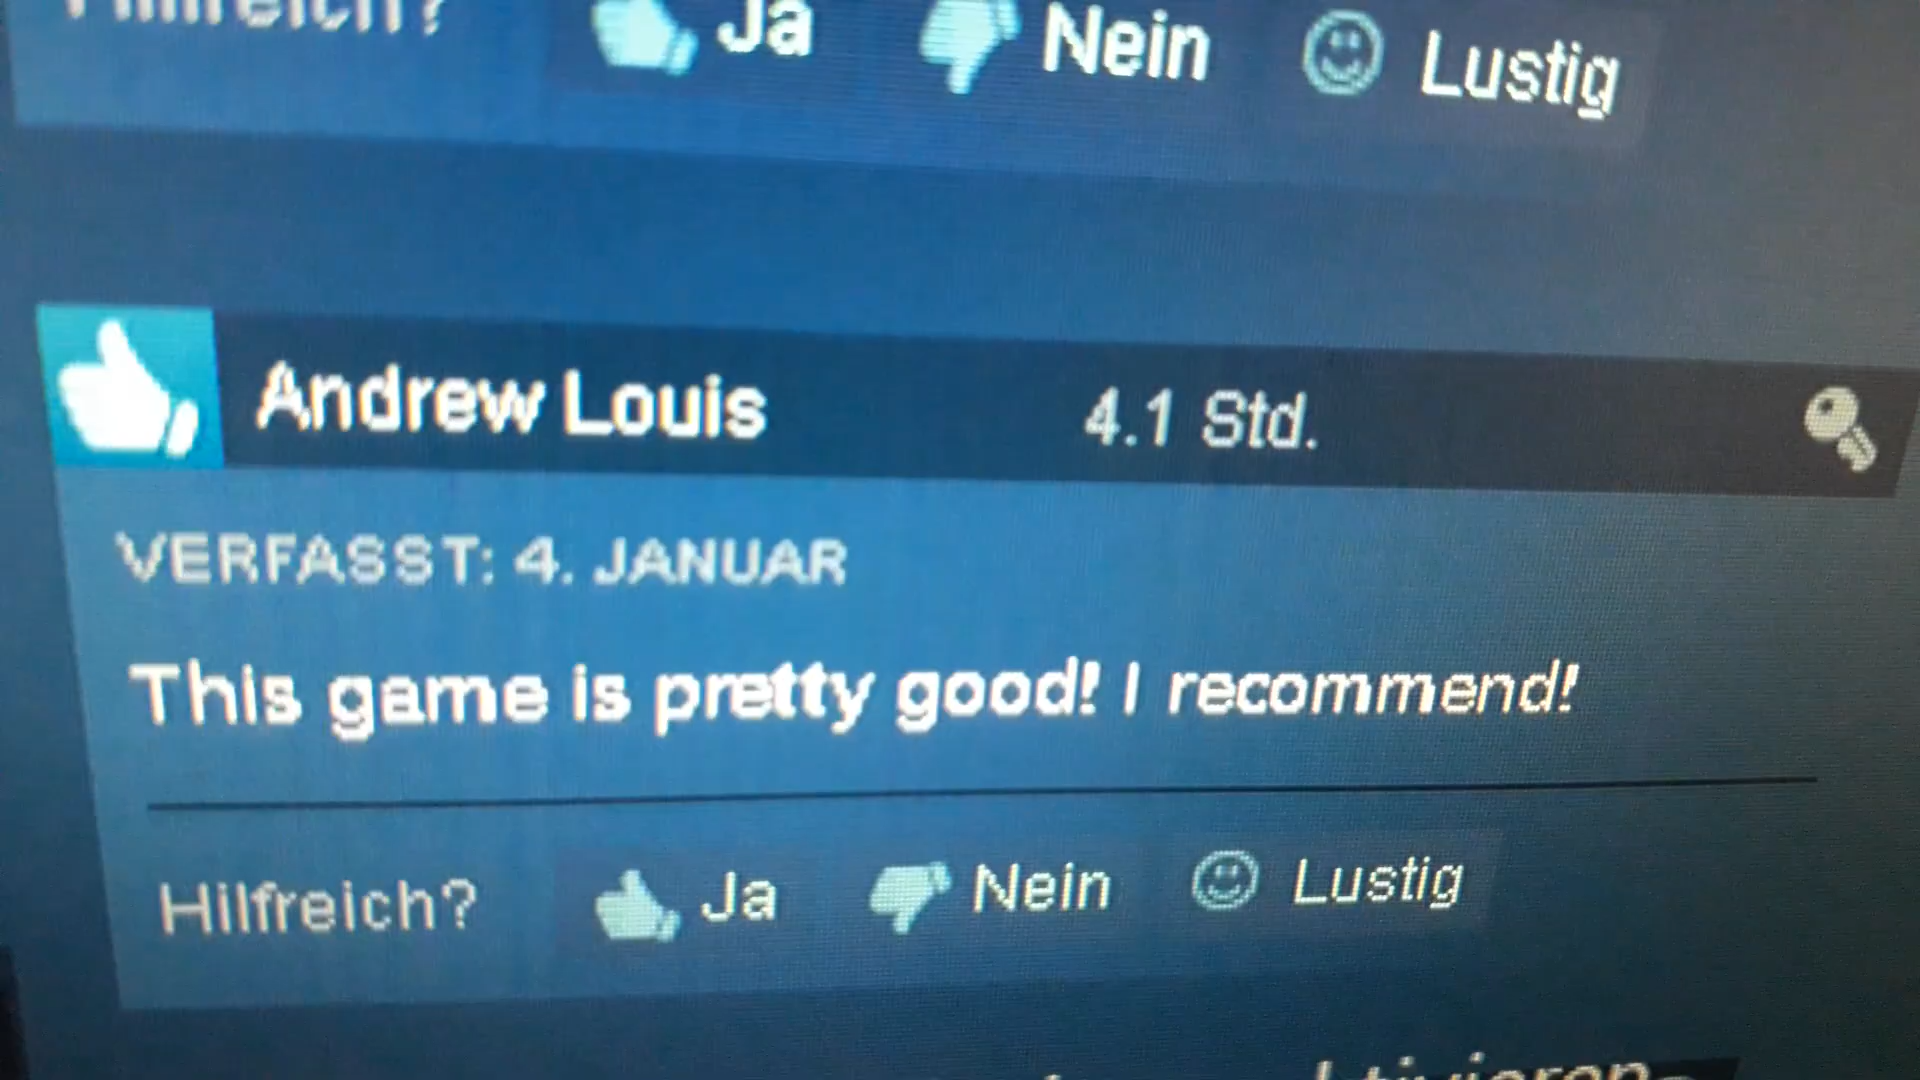 Hilfreich? Ja Nein Lustig
Andrew Louis 4.1 Std.
VERFASST: 4. JANUAR
This game is pretty good! I recommend!
Hilfreich? Ja Nein Lustig